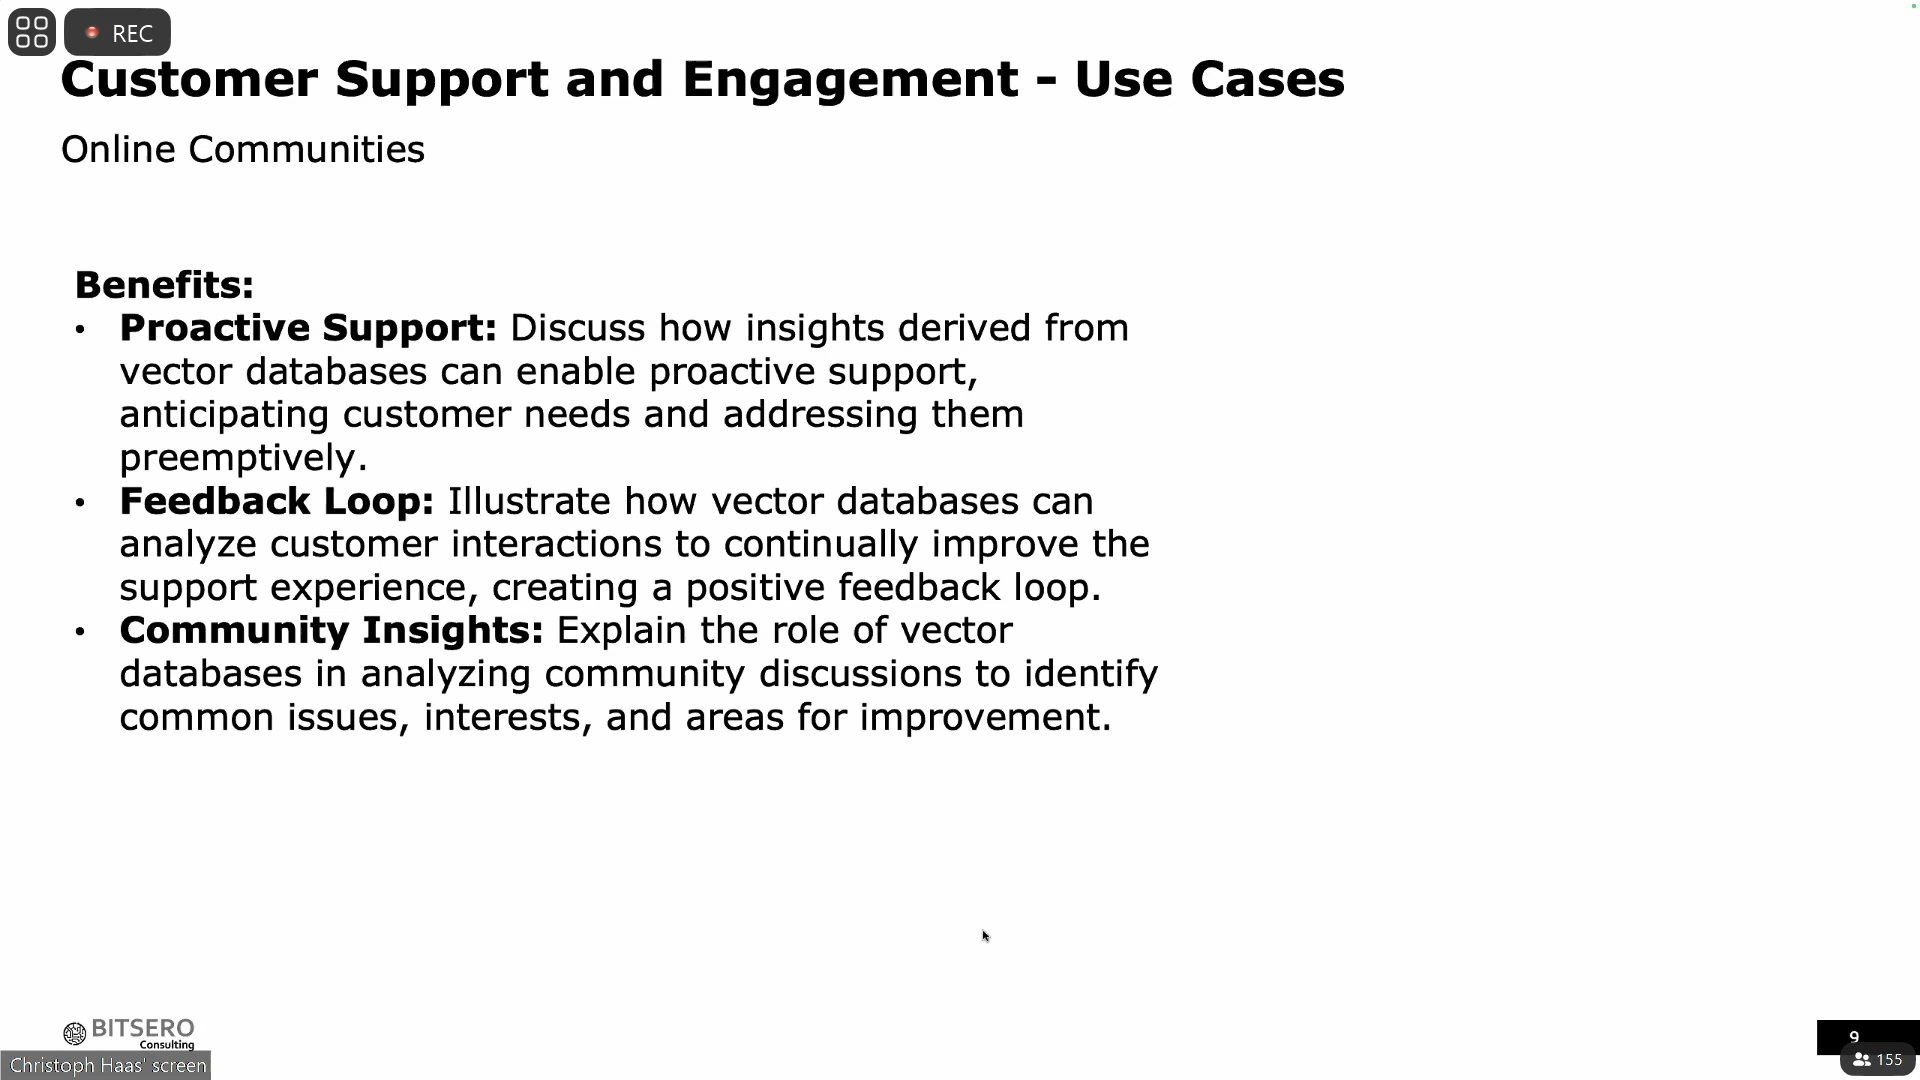 REC
Customer Support and Engagement - Use Cases
Online Communities
Benefits:
• Proactive Support: Discuss how insights derived from
vector databases can enable proactive support,
anticipating customer needs and addressing them
preemptively.
• Feedback Loop: Illustrate how vector databases can
analyze customer interactions to continually improve the
support experience, creating a positive feedback loop.
• Community Insights: Explain the role of vector
databases in analyzing community discussions to identify
common issues, interests, and areas for improvement.
BITSERO
Consulting
Christoph Haas' screen
9
155